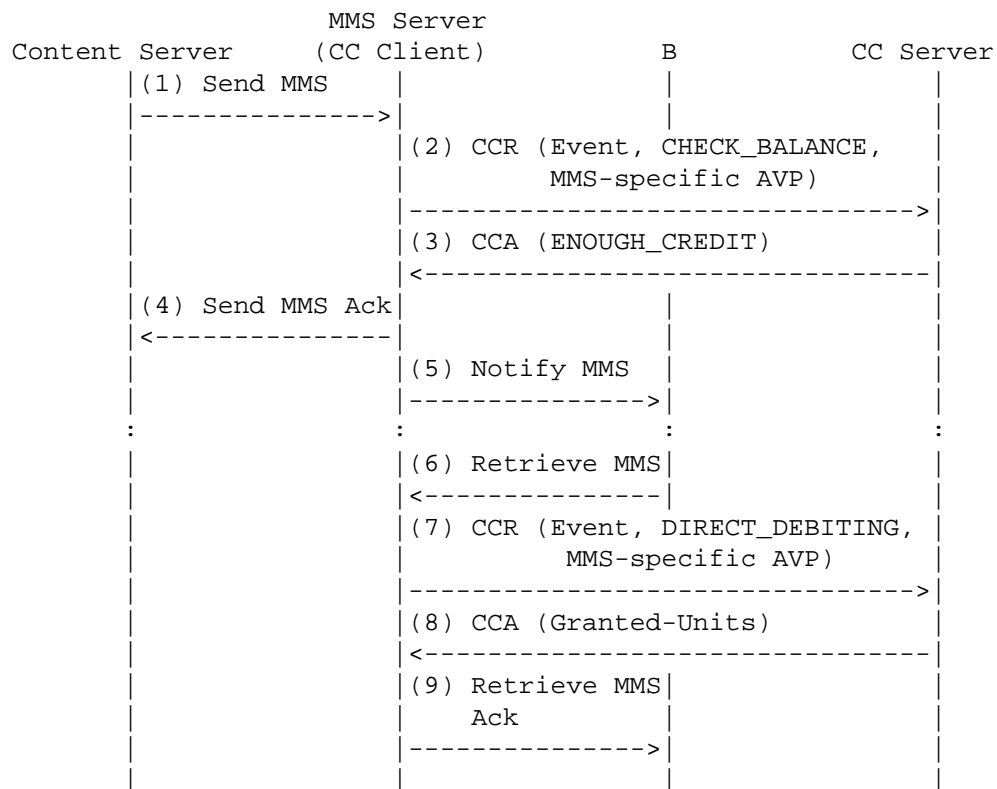 MMS Server
Content Server (CC Client) B CC Server
(1) Send MMS
(2) CCR (Event, CHECK_BALANCE,
MMS-specific AVP)
(3) CCA (ENOUGH_CREDIT)
(4) Send MMS Ack
(5) Notify MMS
(6) Retrieve MMS
(7) CCR (Event, DIRECT_DEBITING,
MMS-specific AVP)
(8) CCA (Granted-Units)
(9) Retrieve MMS
Ack